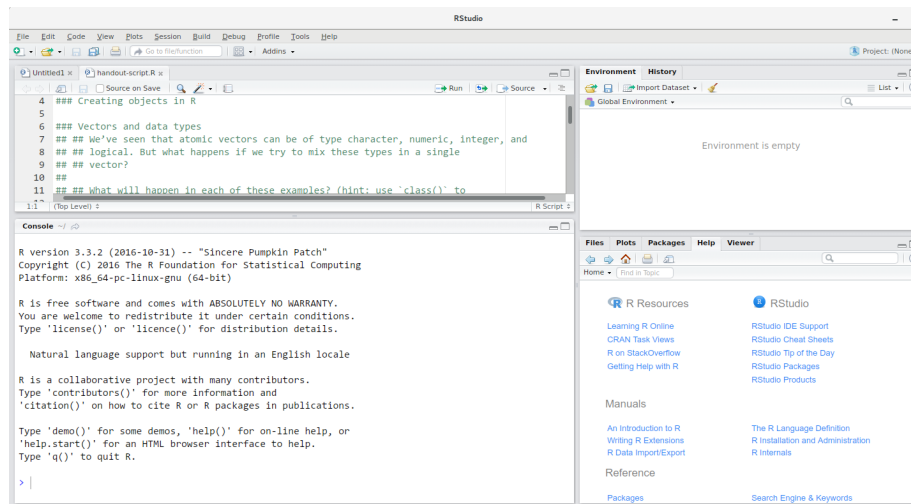 RStudio
File Edit Code View Plots Session Build Debug Profile Tools Help
Go to file/function Addins Project: (None
Untitled1 handout-script.R
Source on Save Run Source
4 ### Creating objects in R
5
6 ### Vectors and data types
7 ## ## We've seen that atomic vectors can be of type character, numeric, integer, and
8 ## ## logical. But what happens if we try to mix these types in a single
9 ## ## vector?
10 ##
11 ## ## What will happen in each of these examples? (hint: use `class()` to
1:1 (Top Level) R Script
Console ~/
R version 3.3.2 (2016-10-31) -- "Sincere Pumpkin Patch"
Copyright (C) 2016 The R Foundation for Statistical Computing
Platform: x86_64-pc-linux-gnu (64-bit)
R is free software and comes with ABSOLUTELY NO WARRANTY.
You are welcome to redistribute it under certain conditions.
Type 'license()' or 'licence()' for distribution details.
Natural language support but running in an English locale
R is a collaborative project with many contributors.
Type 'contributors()' for more information and
'citation()' on how to cite R or R packages in publications.
Type 'demo()' for some demos, 'help()' for on-line help, or
'help.start()' for an HTML browser interface to help.
Type 'q()' to quit R.
>
Environment History
Import Dataset List
Global Environment
Environment is empty
Files Plots Packages Help Viewer
Home Find in Topic
R Resources
Learning R Online
CRAN Task Views
R on StackOverflow
Getting Help with R
RStudio
RStudio IDE Support
RStudio Cheat Sheets
RStudio Tip of the Day
RStudio Packages
RStudio Products
Manuals
An Introduction to R
Writing R Extensions
R Data Import/Export
The R Language Definition
R Installation and Administration
R Internals
Reference
Packages
Search Engine & Keywords